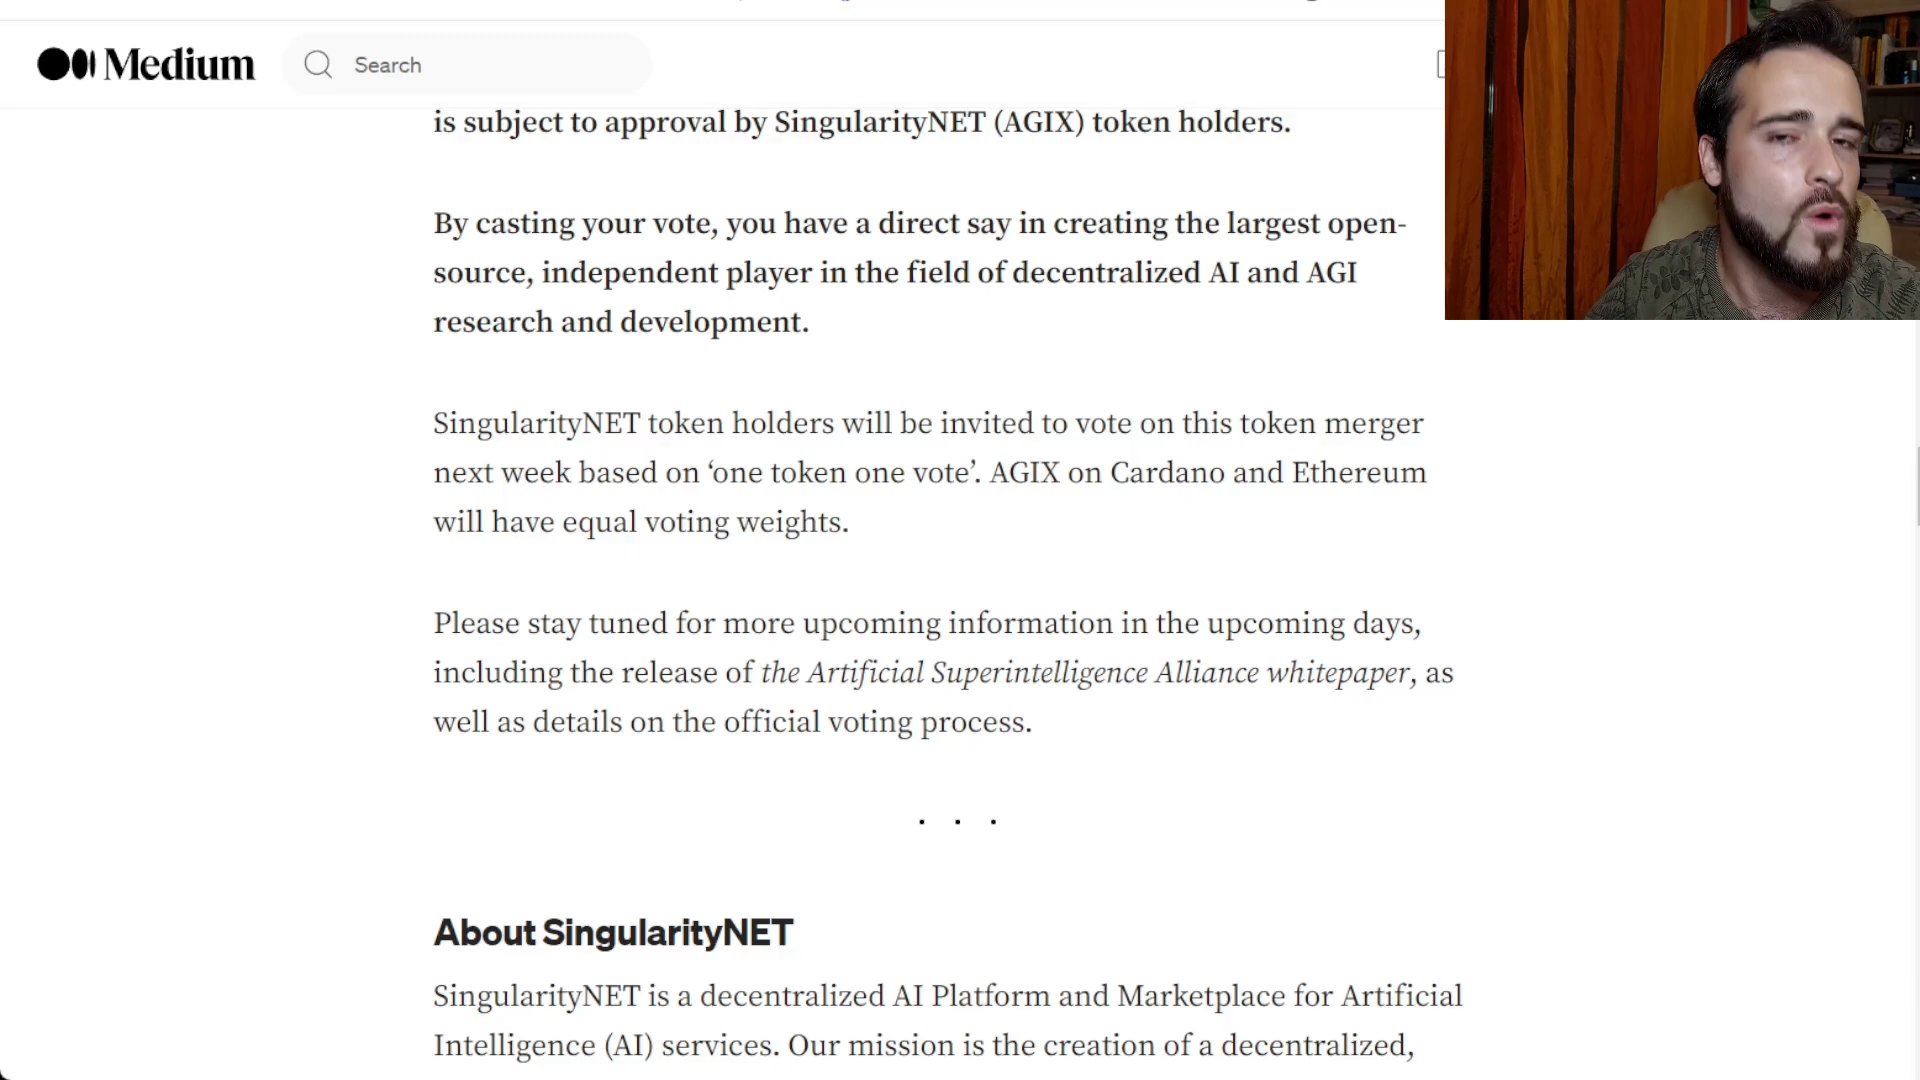 Medium
Search
is subject to approval by SingularityNET (AGIX) token holders.
By casting your vote, you have a direct say in creating the largest open-
source, independent player in the field of decentralized AI and AGI
research and development.
SingularityNET token holders will be invited to vote on this token merger
next week based on ‘one token one vote’. AGIX on Cardano and Ethereum
will have equal voting weights.
Please stay tuned for more upcoming information in the upcoming days,
including the release of the Artificial Superintelligence Alliance whitepaper, as
well as details on the official voting process.
. . .
About SingularityNET
SingularityNET is a decentralized AI Platform and Marketplace for Artificial
Intelligence (AI) services. Our mission is the creation of a decentralized,